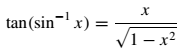 tan(sin⁻¹ x) = x / √(1 − x²)